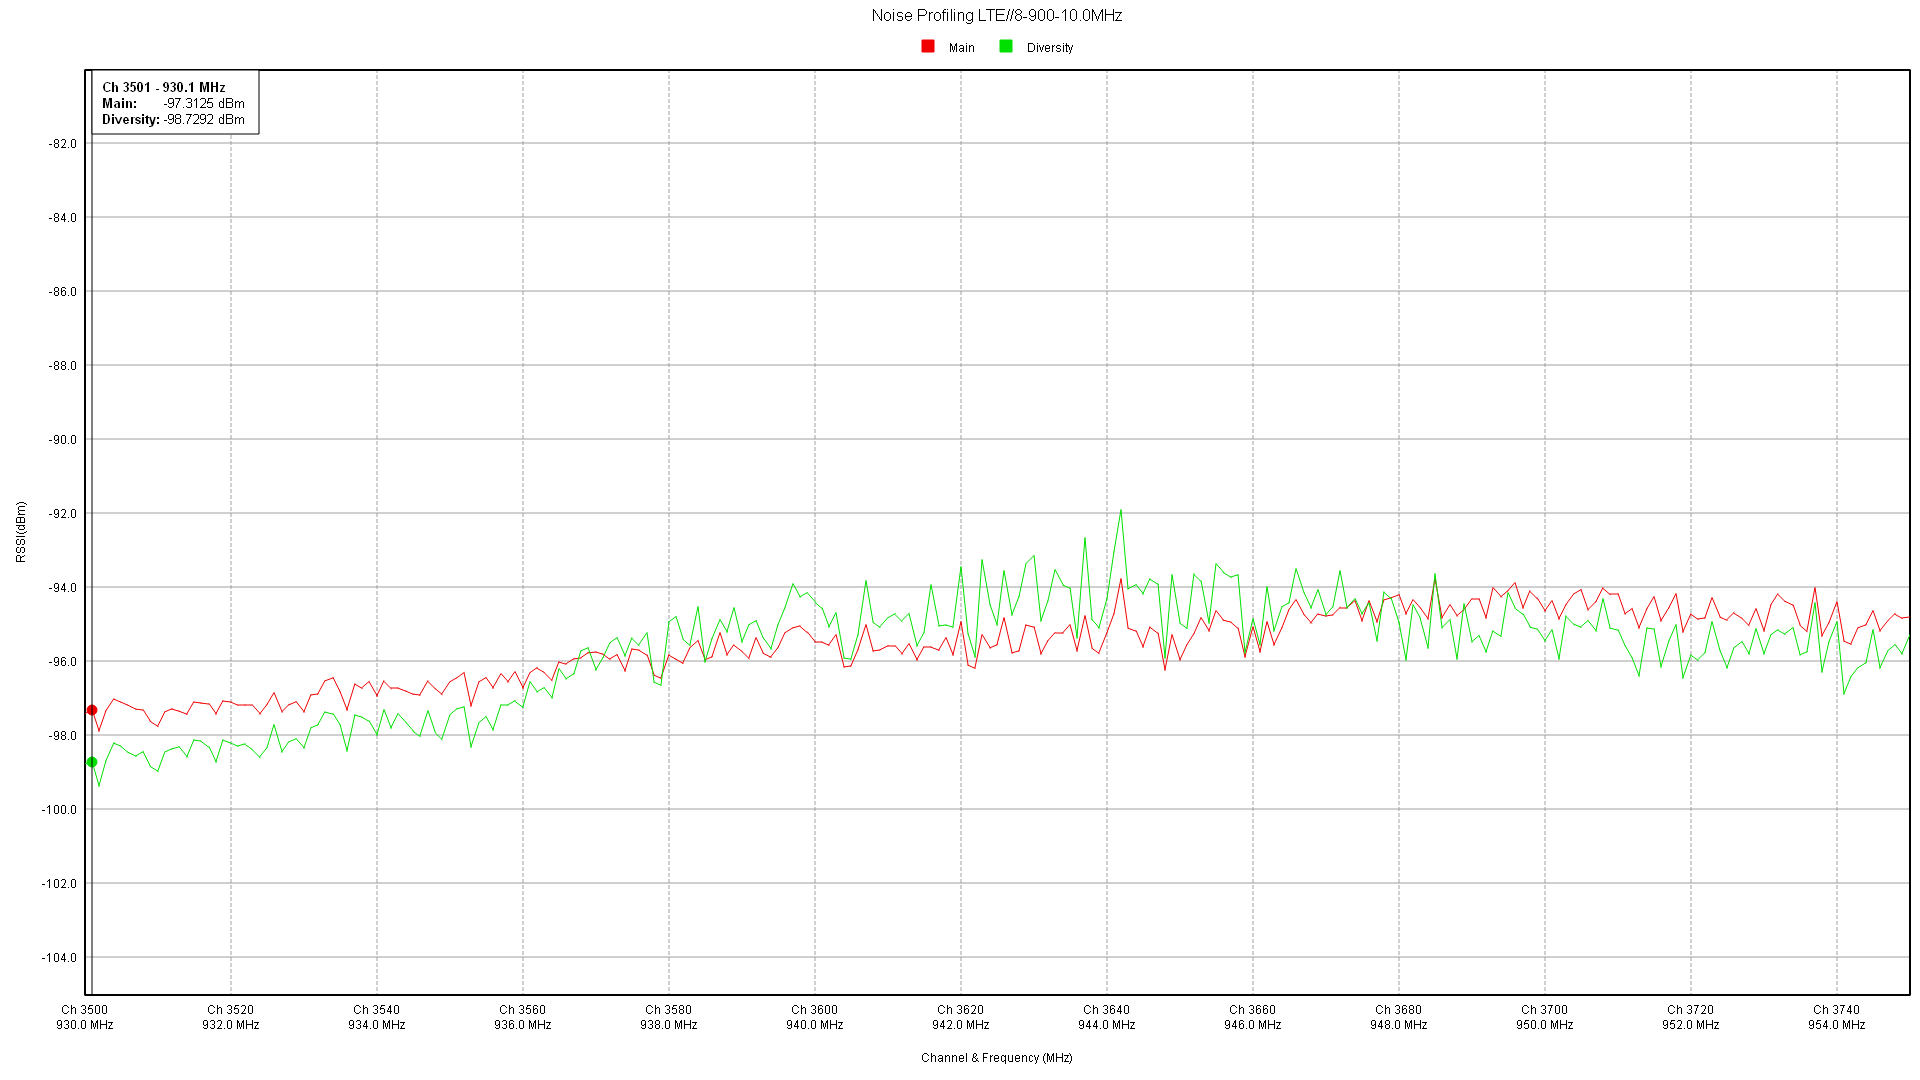 Noise Profiling LTE//8-900-10.0MHz
Main Diversity
Ch 3501 - 930.1 MHz
Main: -97.3125 dBm
Diversity: -98.7292 dBm
-82.0
-84.0
-86.0
-88.0
-90.0
-92.0
-94.0
-96.0
-98.0
-100.0
-102.0
-104.0
RSSI(dBm)
Ch 3500 Ch 3520 Ch 3540 Ch 3560 Ch 3580 Ch 3600 Ch 3620 Ch 3640 Ch 3660 Ch 3680 Ch 3700 Ch 3720 Ch 3740
930.0 MHz 932.0 MHz 934.0 MHz 936.0 MHz 938.0 MHz 940.0 MHz 942.0 MHz 944.0 MHz 946.0 MHz 948.0 MHz 950.0 MHz 952.0 MHz 954.0 MHz
Channel & Frequency (MHz)